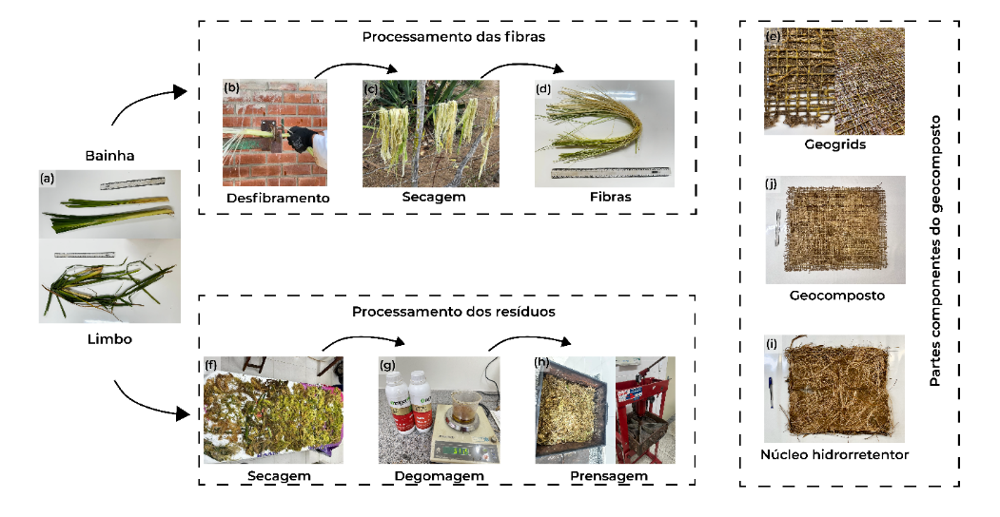 Processamento das fibras
(b)
(c)
(d)
Desfibramento
Secagem
Fibras
Bainha
(a)
Limbo
Processamento dos resíduos
(f)
(g)
(h)
Secagem
Degomagem
Prensagem
(e)
Geogrids
(j)
Geocomposto
(i)
Núcleo hidrorretentor
Partes componentes do geocomposto